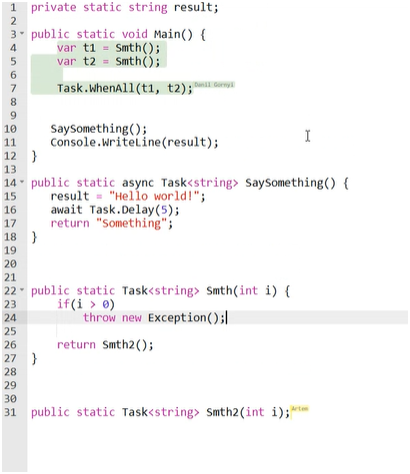 1 private static string result;
2
3 public static void Main() {
4 var t1 = Smth();
5 var t2 = Smth();
6
7 Task.WhenAll(t1, t2); Danil Gornyi
8
9
10 SaySomething();
11 Console.WriteLine(result);
12 }
13
14 public static async Task<string> SaySomething() {
15 result = "Hello world!";
16 await Task.Delay(5);
17 return "Something";
18 }
19
20
21
22 public static Task<string> Smth(int i) {
23 if(i > 0)
24 throw new Exception();
25
26 return Smth2();
27 }
28
29
30
31 public static Task<string> Smth2(int i); Artem